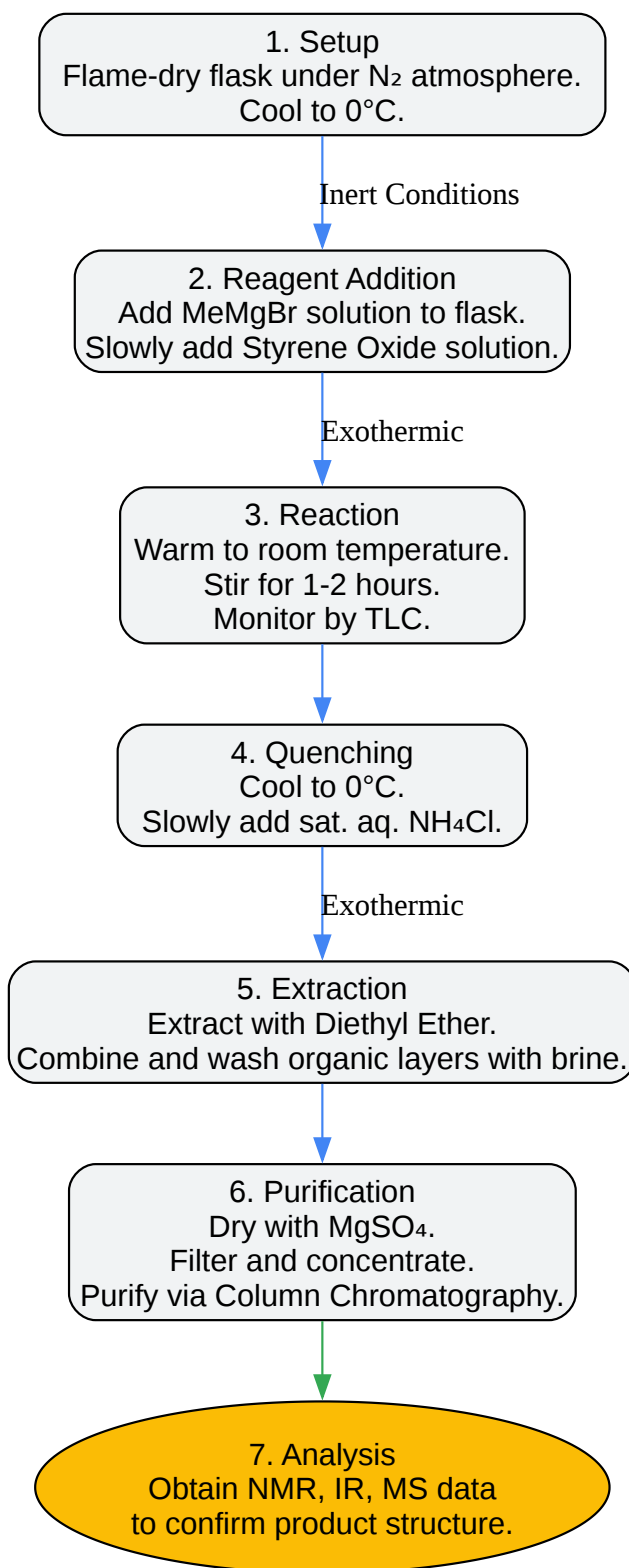 1. Setup
Flame-dry flask under N₂ atmosphere.
Cool to 0°C.
Inert Conditions
2. Reagent Addition
Add MeMgBr solution to flask.
Slowly add Styrene Oxide solution.
Exothermic
3. Reaction
Warm to room temperature.
Stir for 1-2 hours.
Monitor by TLC.
4. Quenching
Cool to 0°C.
Slowly add sat. aq. NH₄Cl.
Exothermic
5. Extraction
Extract with Diethyl Ether.
Combine and wash organic layers with brine.
6. Purification
Dry with MgSO₄.
Filter and concentrate.
Purify via Column Chromatography.
7. Analysis
Obtain NMR, IR, MS data
to confirm product structure.